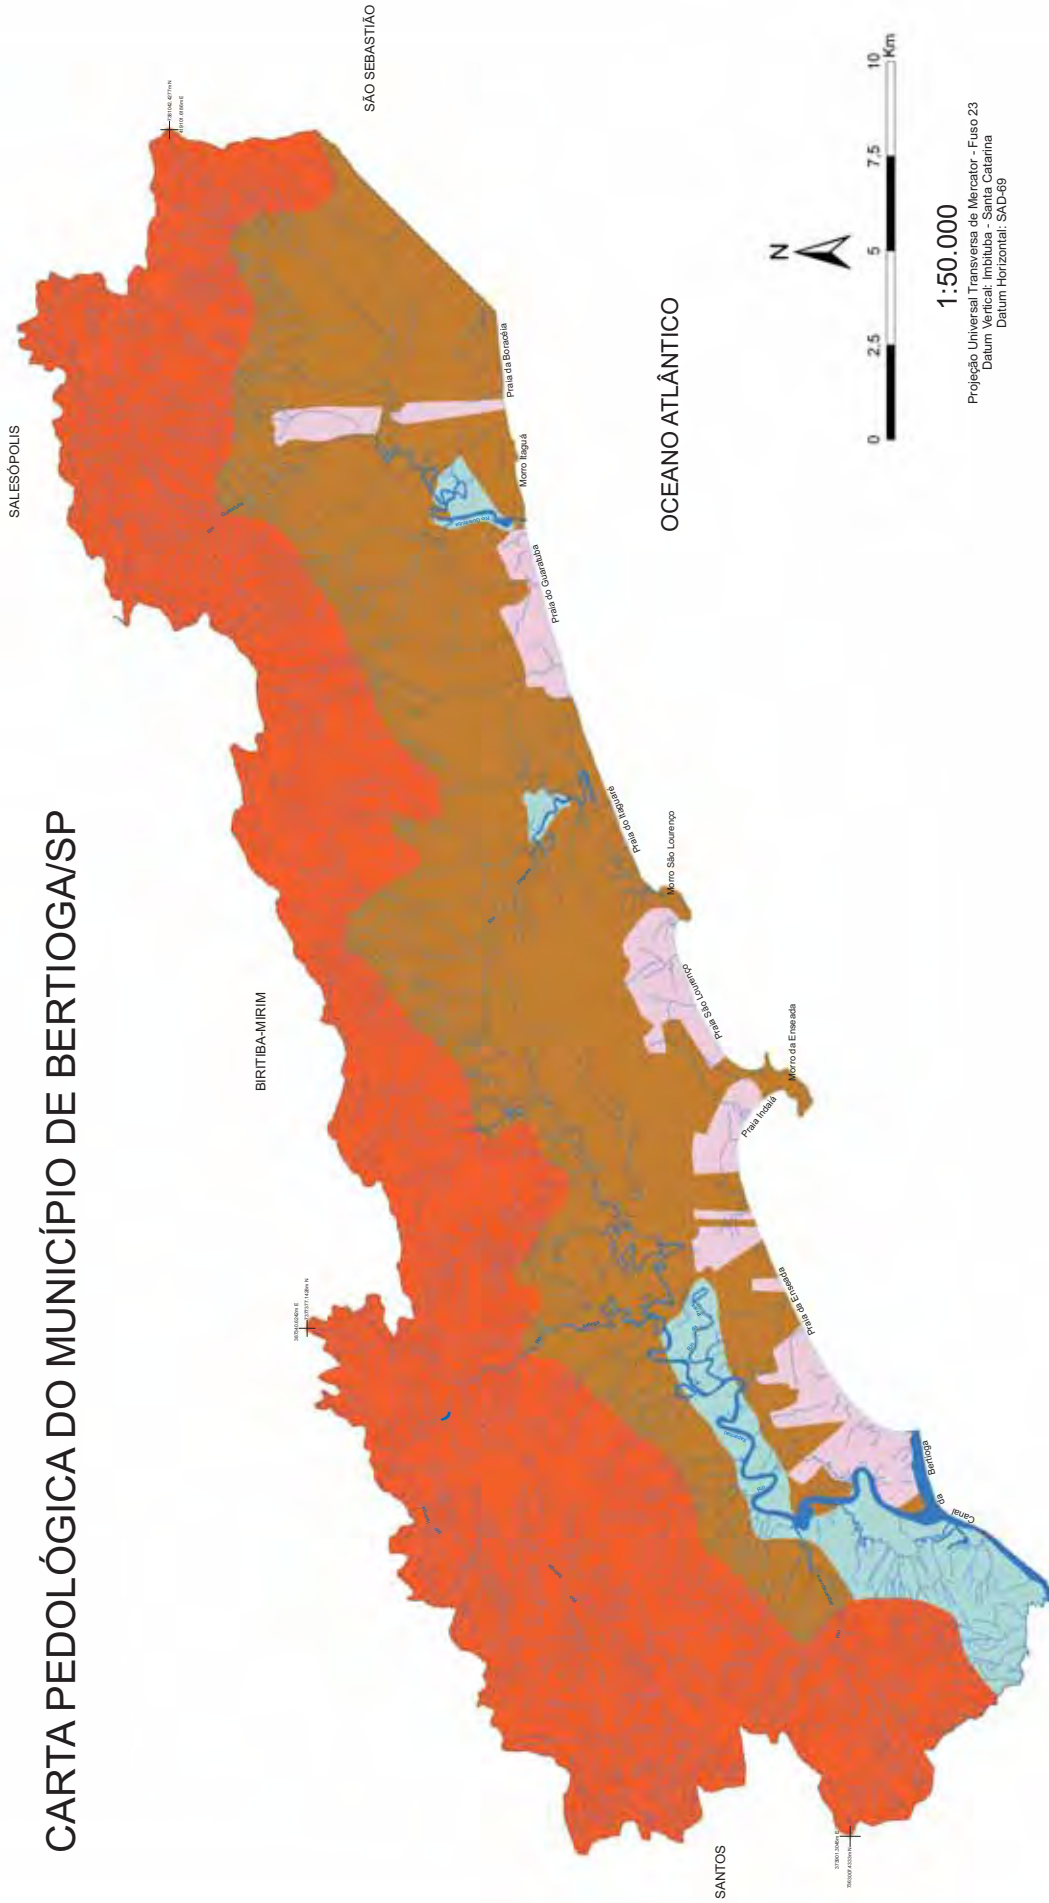 CARTA PEDOLÓGICA DO MUNICÍPIO DE BERTIOGA/SP
SALESÓPOLIS
SÃO SEBASTIÃO
BIRITIBA-MIRIM
SANTOS
OCEANO ATLÂNTICO
Praia da Boracéia
Morro Itaguá
Praia do Guaratuba
Praia do Itaguaré
Morro São Lourenço
Praia São Lourenço
Morro da Enseada
Praia Indaiá
Praia da Enseada
Canal da Bertioga
N
0 2,5 5 7,5 10
Km
1:50.000
Projeção Universal Transversa de Mercator - Fuso 23
Datum Vertical: Imbituba - Santa Catarina
Datum Horizontal: SAD-69